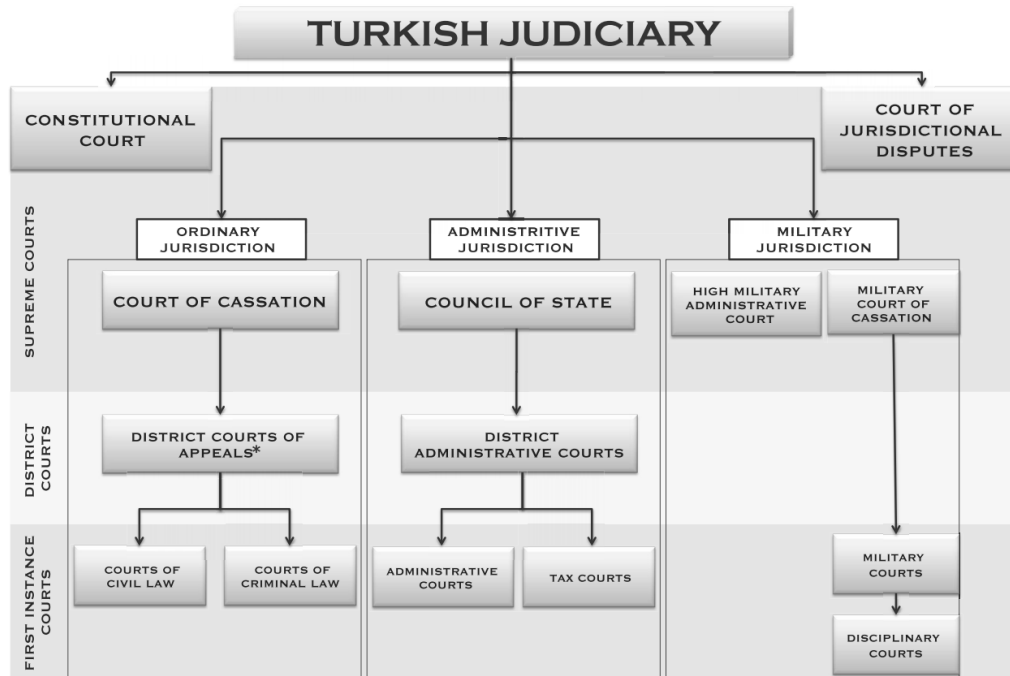 TURKISH JUDICIARY
CONSTITUTIONAL
COURT
COURT OF
JURISDICTIONAL
DISPUTES
SUPREME COURTS
ORDINARY
JURISDICTION
ADMINISTRITIVE
JURISDICTION
MILITARY
JURISDICTION
COURT OF CASSATION
COUNCIL OF STATE
HIGH MILITARY
ADMINISTRATIVE
COURT
MILITARY
COURT OF
CASSATION
DISTRICT
COURTS
DISTRICT COURTS OF
APPEALS*
DISTRICT
ADMINISTRATIVE COURTS
FIRST INSTANCE
COURTS
COURTS OF
CIVIL LAW
COURTS OF
CRIMINAL LAW
ADMINISTRATIVE
COURTS
TAX COURTS
MILITARY
COURTS
DISCIPLINARY
COURTS